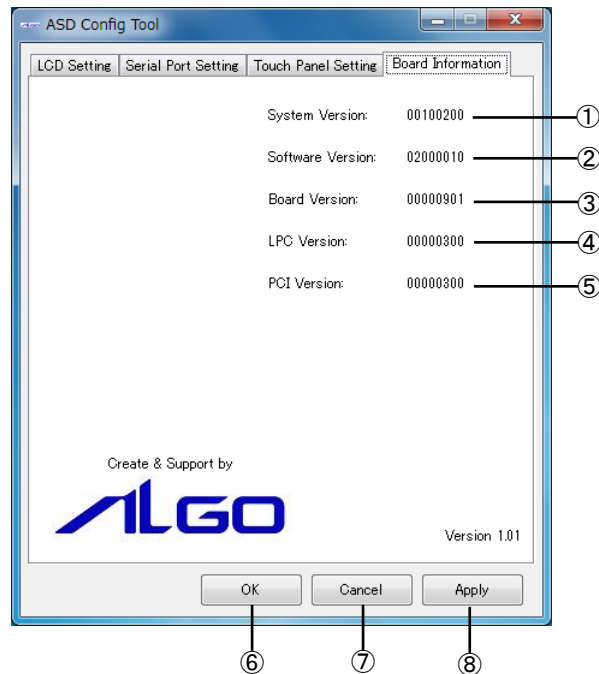 ASD Config Tool
LCD Setting Serial Port Setting Touch Panel Setting Board Information
System Version: 00100200 ①
Software Version: 02000010 ②
Board Version: 00000901 ③
LPC Version: 00000300 ④
PCI Version: 00000300 ⑤
Create & Support by
ALGO
Version 1.01
OK Cancel Apply
⑥ ⑦ ⑧